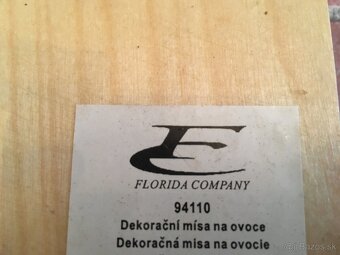 FLORIDA COMPANY
94110
Dekorační mísa na ovoce
Dekoračná misa na ovocie